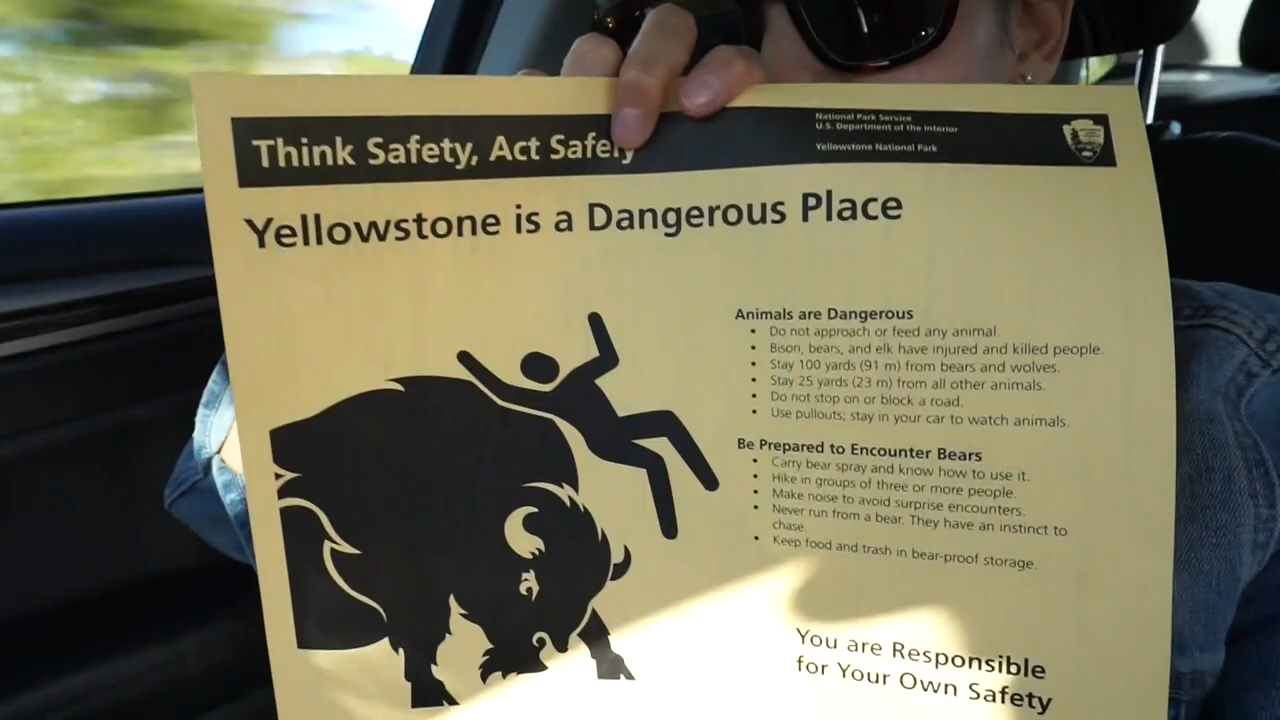 Think Safety, Act Safely
National Park Service
U.S. Department of the Interior
Yellowstone National Park
Yellowstone is a Dangerous Place
Animals are Dangerous
• Do not approach or feed any animal.
• Bison, bears, and elk have injured and killed people.
• Stay 100 yards (91 m) from bears and wolves.
• Stay 25 yards (23 m) from all other animals.
• Do not stop on or block a road.
• Use pullouts; stay in your car to watch animals.
Be Prepared to Encounter Bears
• Carry bear spray and know how to use it.
• Hike in groups of three or more people.
• Make noise to avoid surprise encounters.
• Never run from a bear. They have an instinct to
chase.
• Keep food and trash in bear-proof storage.
You are Responsible
for Your Own Safety